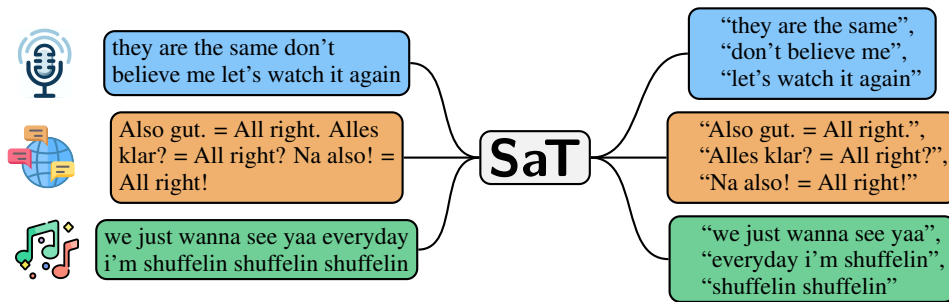 they are the same don't
believe me let's watch it again
Also gut. = All right. Alles
klar? = All right? Na also! =
All right!
we just wanna see yaa everyday
i'm shuffelin shuffelin shuffelin
SaT
“they are the same”,
“don't believe me”,
“let's watch it again”
“Also gut. = All right.”,
“Alles klar? = All right?”,
“Na also! = All right!”
“we just wanna see yaa”,
“everyday i'm shuffelin”,
“shuffelin shuffelin”